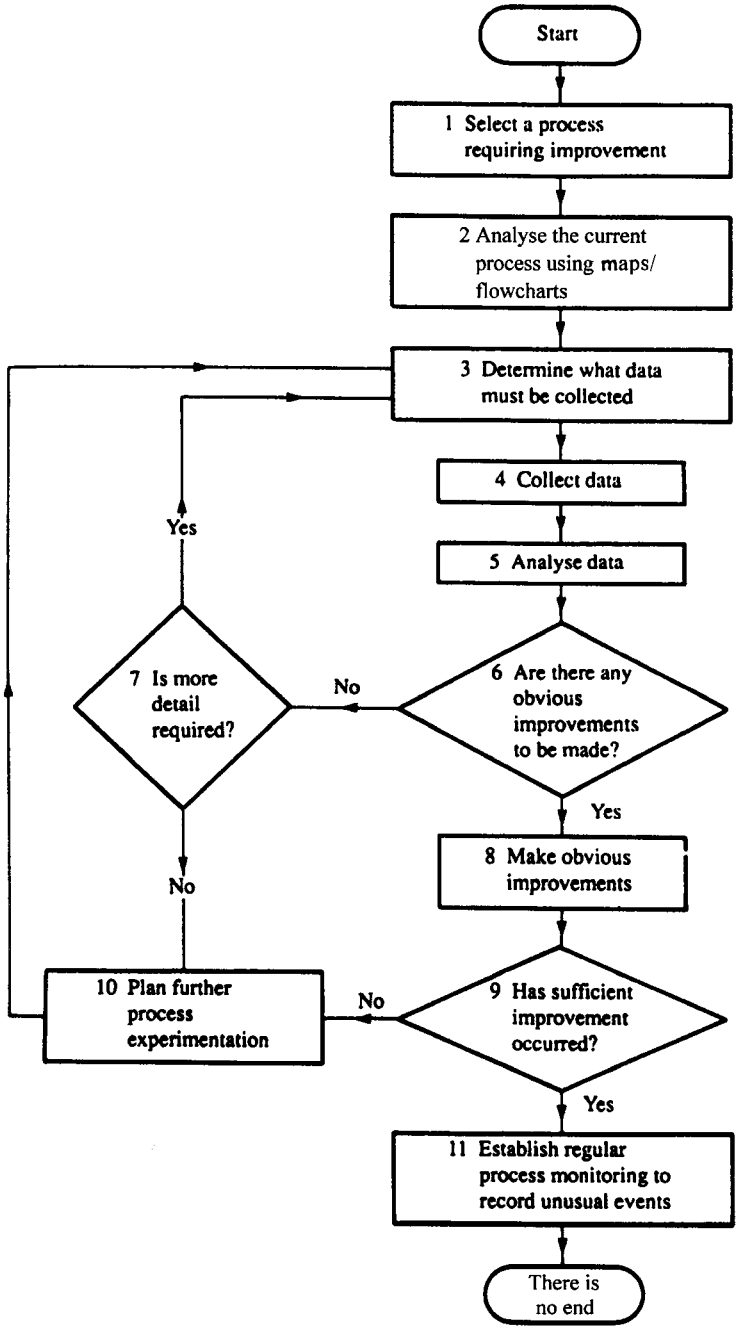 Start
1 Select a process
requiring improvement
2 Analyse the current
process using maps/
flowcharts
3 Determine what data
must be collected
4 Collect data
5 Analyse data
6 Are there any
obvious
improvements
to be made?
No
7 Is more
detail
required?
Yes
No
Yes
8 Make obvious
improvements
9 Has sufficient
improvement
occurred?
No
10 Plan further
process
experimentation
Yes
11 Establish regular
process monitoring to
record unusual events
There is
no end